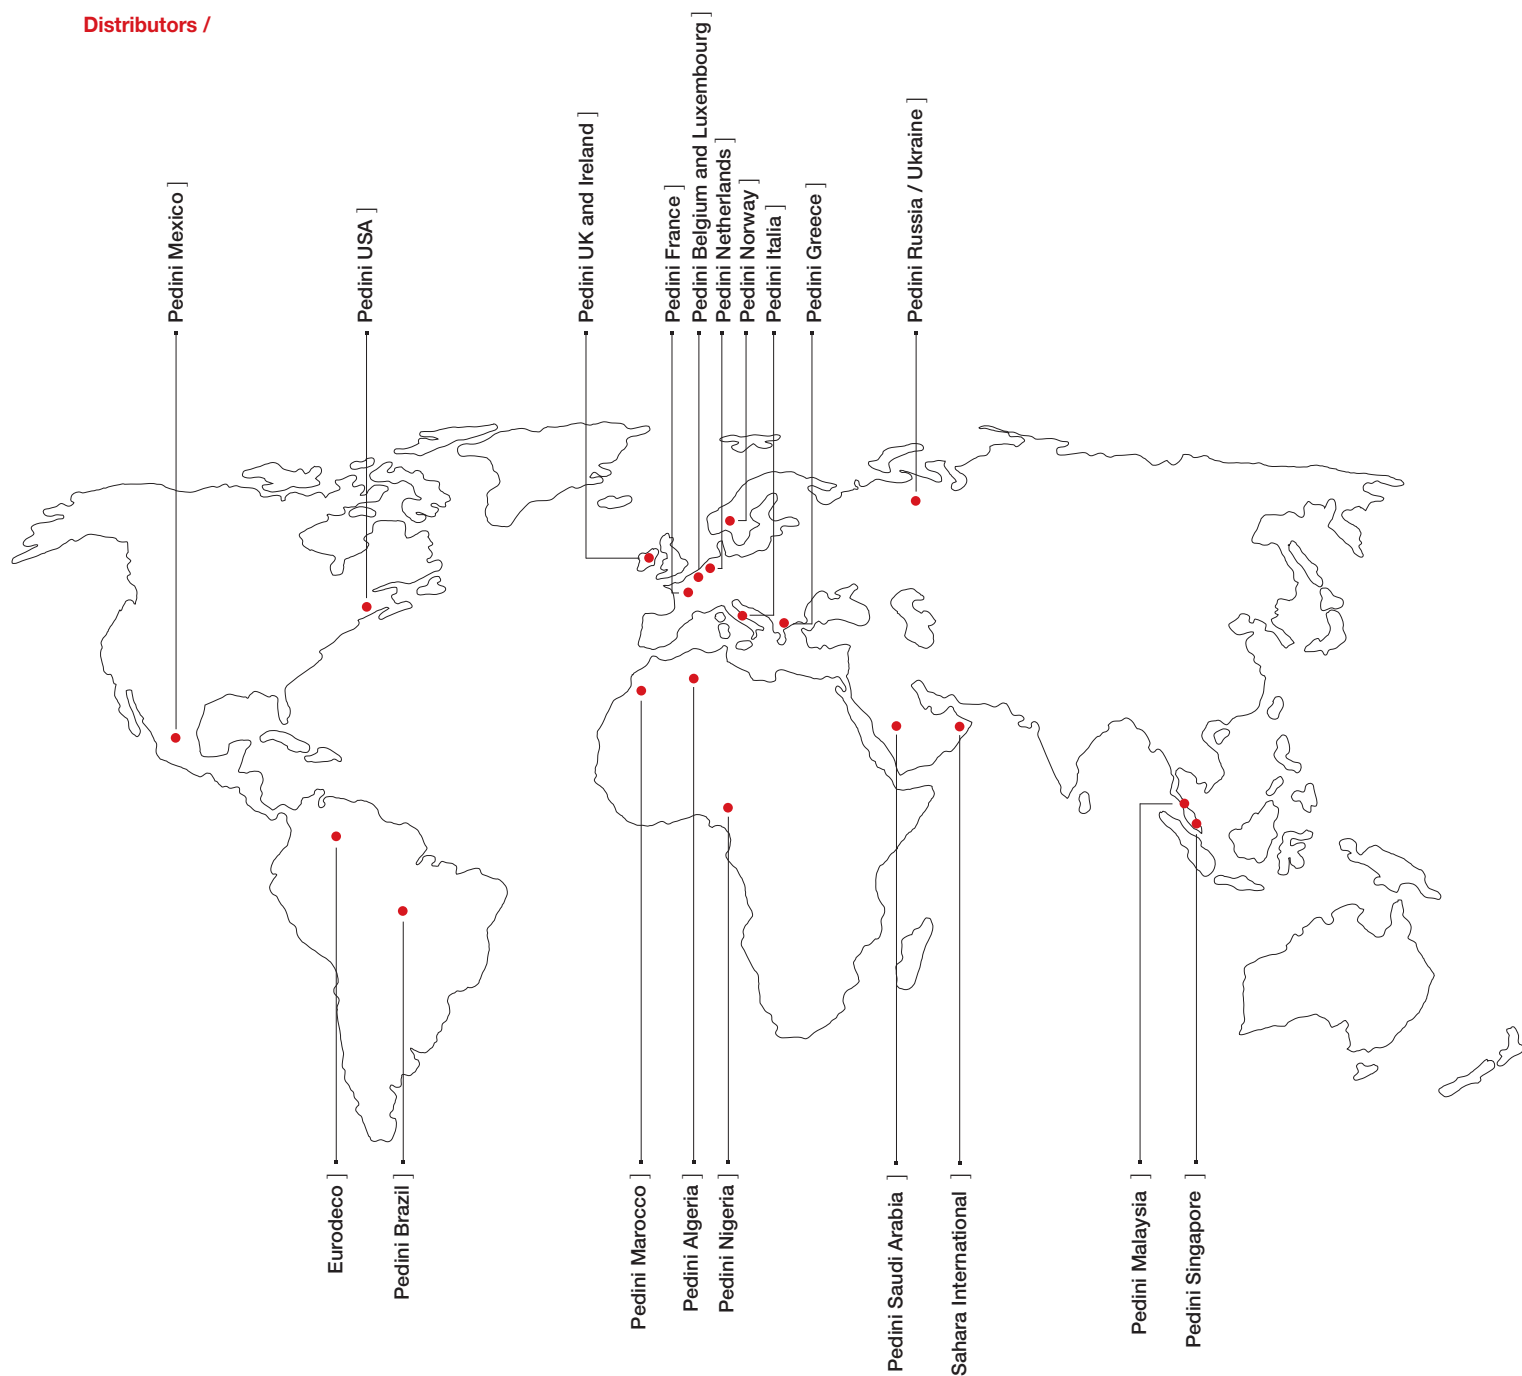 Distributors /
Pedini Mexico ]
Pedini USA ]
Pedini UK and Ireland ]
Pedini France ]
Pedini Belgium and Luxembourg ]
Pedini Netherlands ]
Pedini Norway ]
Pedini Italia ]
Pedini Greece ]
Pedini Russia / Ukraine ]
Eurodeco ]
Pedini Brazil ]
Pedini Marocco ]
Pedini Algeria ]
Pedini Nigeria ]
Pedini Saudi Arabia ]
Sahara International ]
Pedini Malaysia ]
Pedini Singapore ]